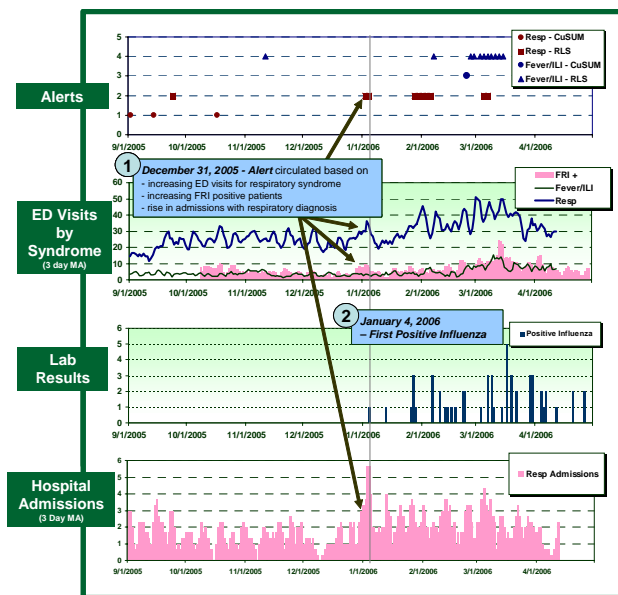 5
4
3
2
1
0
9/1/2005 10/1/2005 11/1/2005 12/1/2005 1/1/2006 2/1/2006 3/1/2006 4/1/2006
Resp - CuSUM
Resp - RLS
Fever/ILI - CuSUM
Fever/ILI - RLS
Alerts
1
December 31, 2005 - Alert circulated based on
- increasing ED visits for respiratory syndrome
- increasing FRI positive patients
- rise in admissions with respiratory diagnosis
FRI +
Fever/ILI
Resp
ED Visits
by
Syndrome
(3 day MA)
60
50
40
30
20
10
0
9/1/2005 10/1/2005 11/1/2005 12/1/2005 1/1/2006 2/1/2006 3/1/2006 4/1/2006
2
January 4, 2006
– First Positive Influenza
Positive Influenza
Lab
Results
6
5
4
3
2
1
0
9/1/2005 10/1/2005 11/1/2005 12/1/2005 1/1/2006 2/1/2006 3/1/2006 4/1/2006
Hospital
Admissions
(3 Day MA)
6
5
4
3
2
1
0
Resp Admissions
9/1/2005 10/1/2005 11/1/2005 12/1/2005 1/1/2006 2/1/2006 3/1/2006 4/1/2006